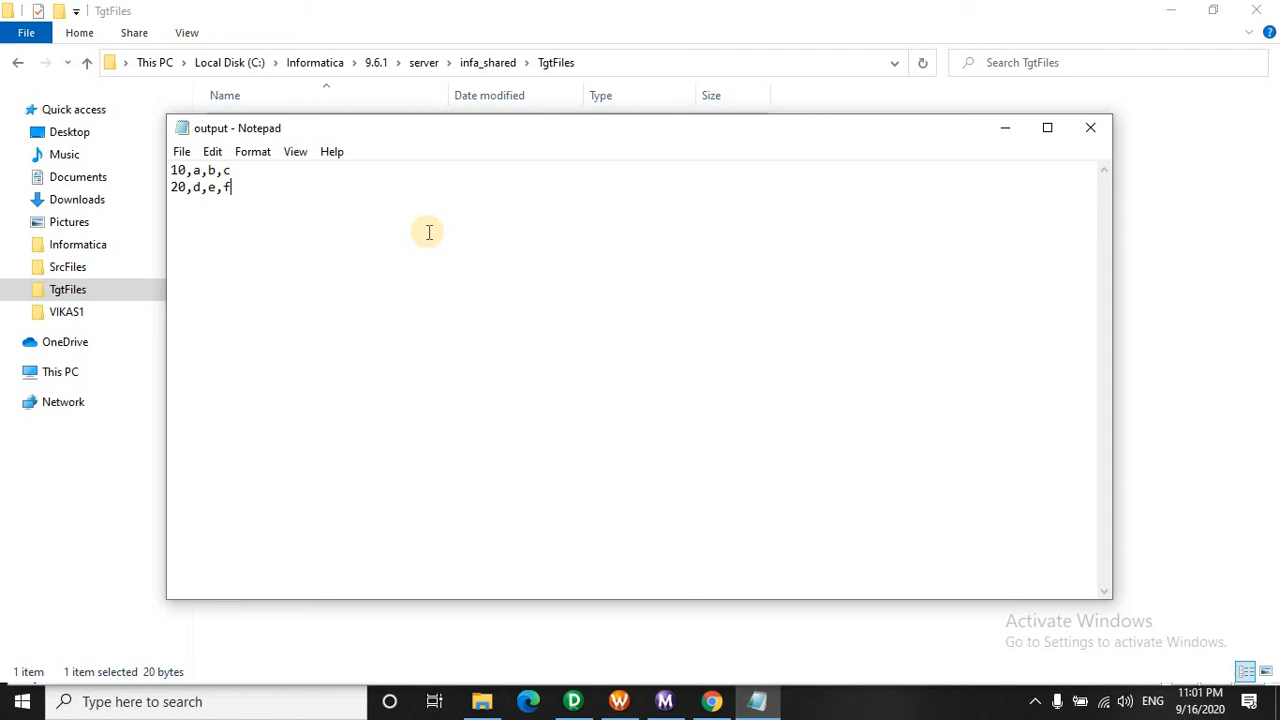 TgtFiles
File Home Share View
This PC Local Disk (C:) Informatica 9.6.1 server infa_shared TgtFiles Search TgtFiles
Name Date modified Type Size
Quick access
Desktop
Music
Documents
Downloads
Pictures
Informatica
SrcFiles
TgtFiles
VIKAS1
OneDrive
This PC
Network
output - Notepad
File Edit Format View Help
10,a,b,c
20,d,e,f
Activate Windows
Go to Settings to activate Windows.
1 item 1 item selected 20 bytes
Type here to search D W M ENG 11:01 PM
9/16/2020